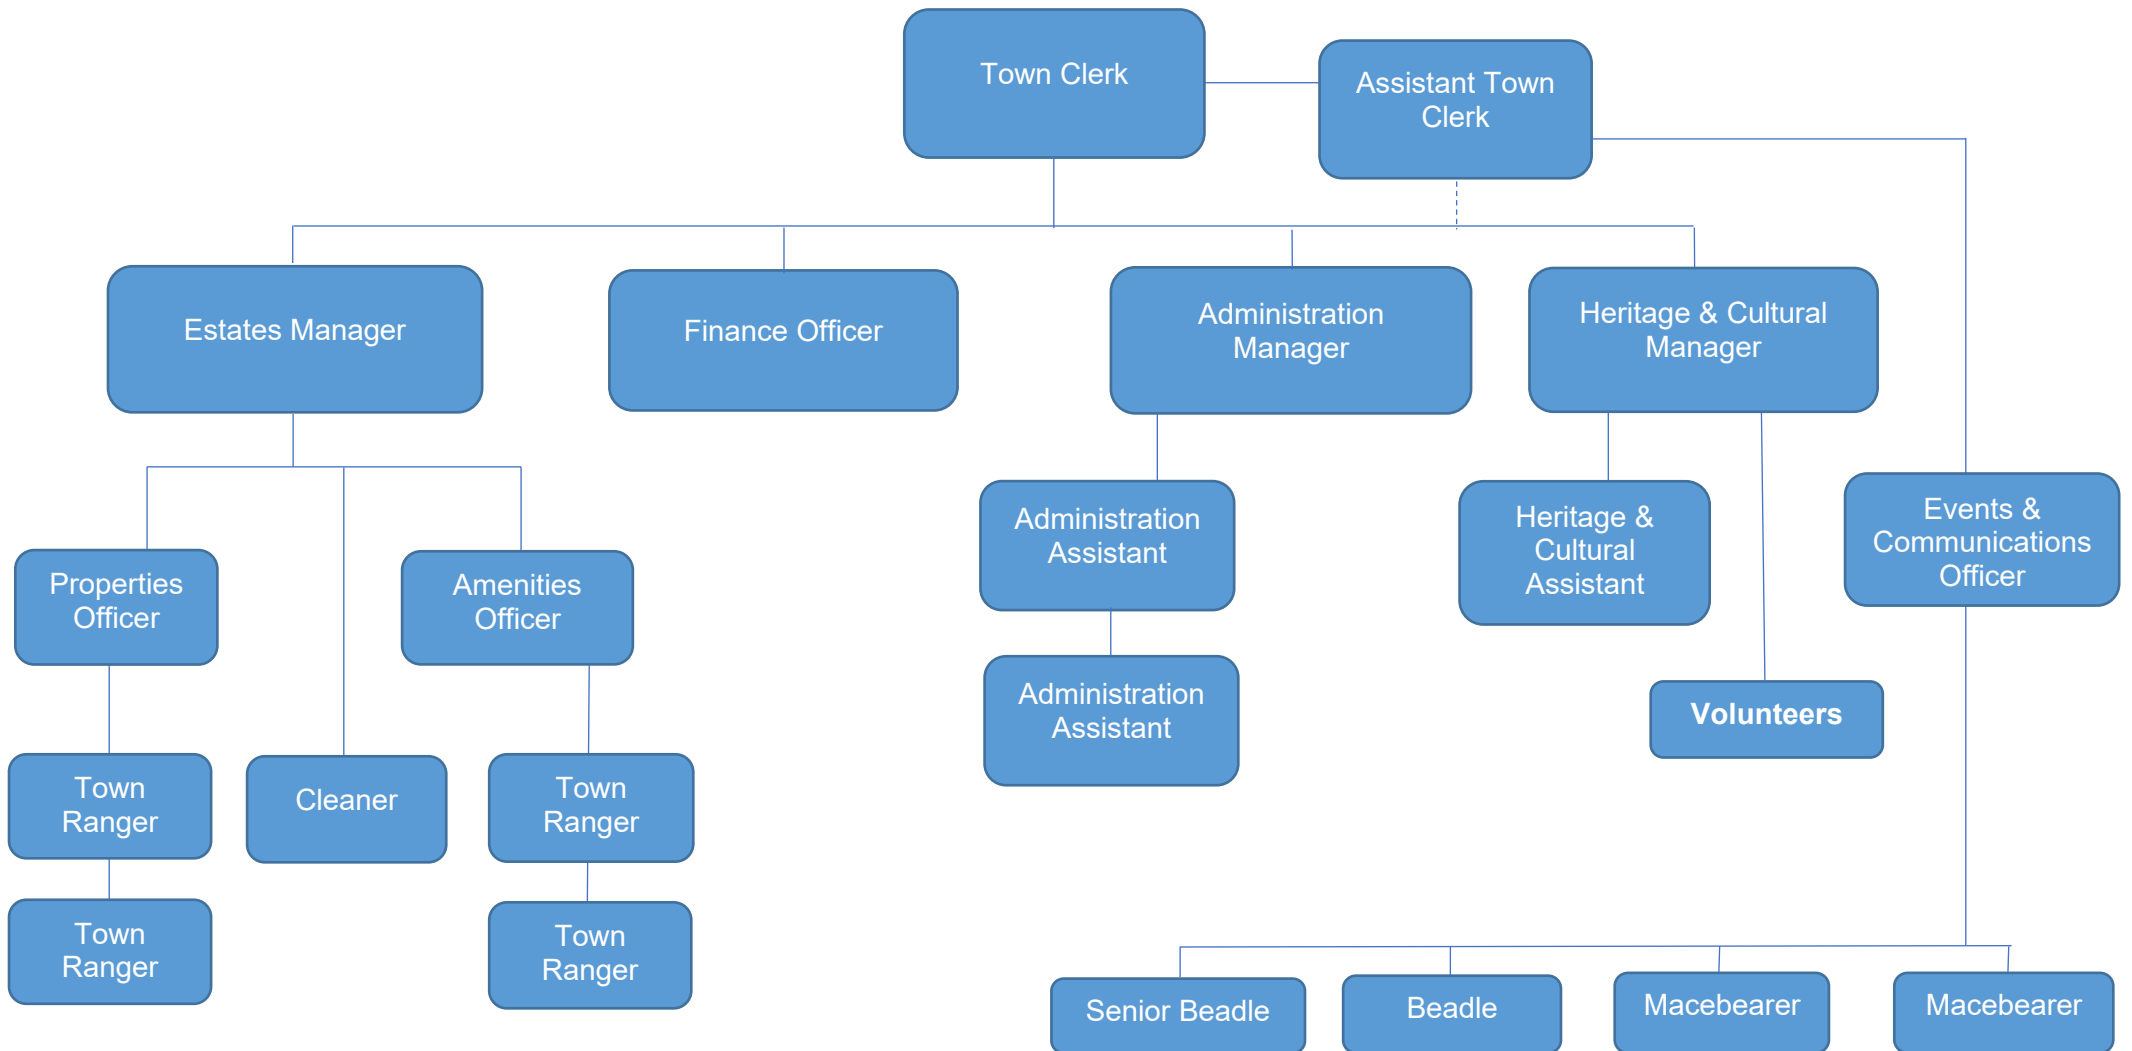 Town Clerk
Assistant Town
Clerk
Estates Manager
Finance Officer
Administration
Manager
Heritage & Cultural
Manager
Administration
Assistant
Heritage &
Cultural
Assistant
Events &
Communications
Officer
Properties
Officer
Amenities
Officer
Administration
Assistant
Volunteers
Town
Ranger
Cleaner
Town
Ranger
Town
Ranger
Town
Ranger
Senior Beadle
Beadle
Macebearer
Macebearer